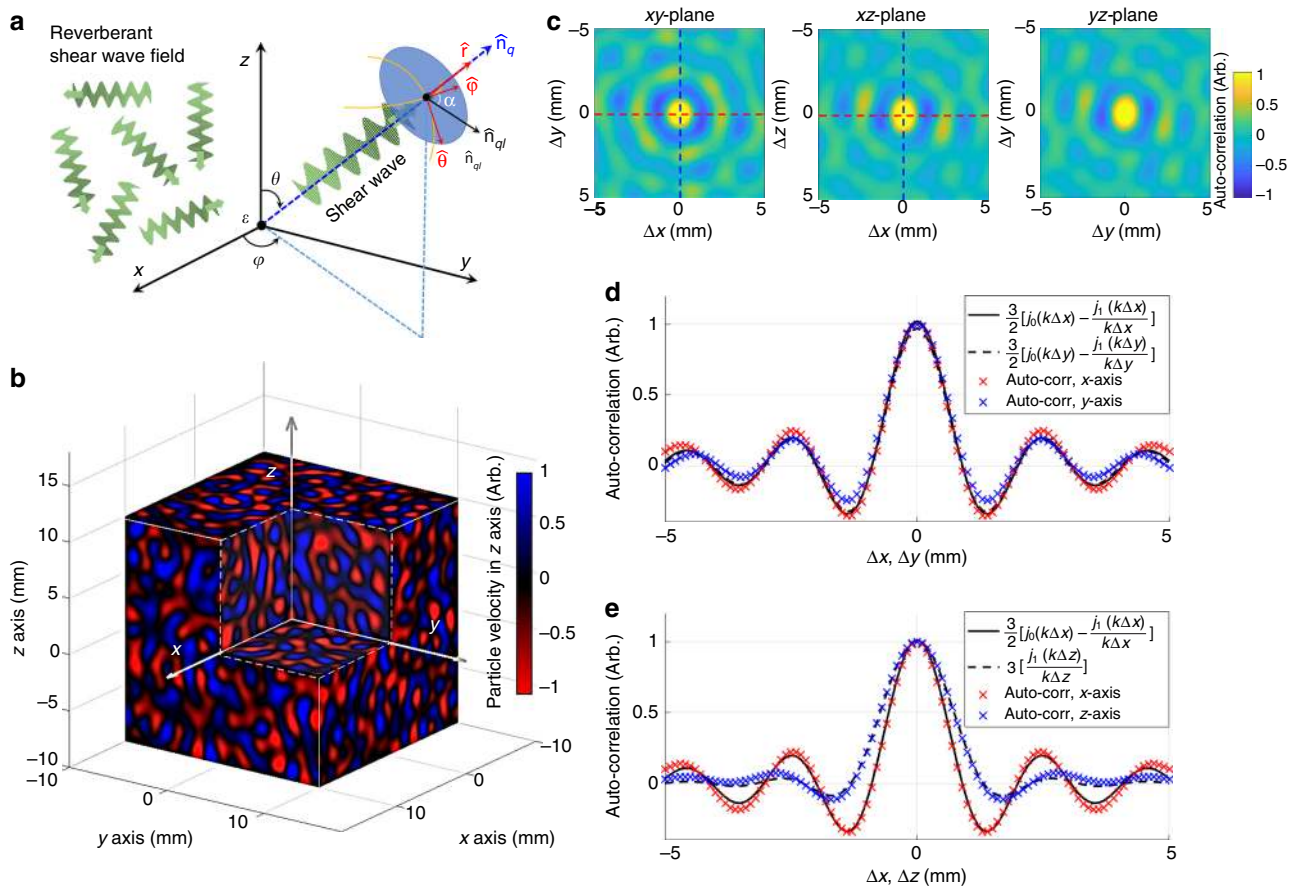 a
Reverberant
shear wave field
z
r̂
n̂q
φ̂
α
n̂ql
θ̂
n̂ql
Shear wave
θ
ε
x
φ
y
b
z axis (mm)
15
10
5
0
−5
−10
−10
0
10
y axis (mm)
10
0
−10
x axis (mm)
z
x
y
Particle velocity in z axis (Arb.)
1
0.5
0
−0.5
−1
c
xy-plane
−5
0
5
Δy (mm)
−5
0
5
Δx (mm)
xz-plane
−5
0
5
Δz (mm)
−5
0
5
Δx (mm)
yz-plane
−5
0
5
Δy (mm)
−5
0
5
Δy (mm)
Auto-correlation (Arb.)
1
0.5
0
−0.5
−1
d
Auto-correlation (Arb.)
1
0.5
0
−5
0
5
Δx, Δy (mm)
3/2[j0(kΔx) − j1 (kΔx)/kΔx]
3/2[j0(kΔy) − j1 (kΔy)/kΔy]
Auto-corr, x-axis
Auto-corr, y-axis
e
Auto-correlation (Arb.)
1
0.5
0
−5
0
5
Δx, Δz (mm)
3/2[j0(kΔx) − j1 (kΔx)/kΔx]
3 [j1 (kΔz)/kΔz]
Auto-corr, x-axis
Auto-corr, z-axis